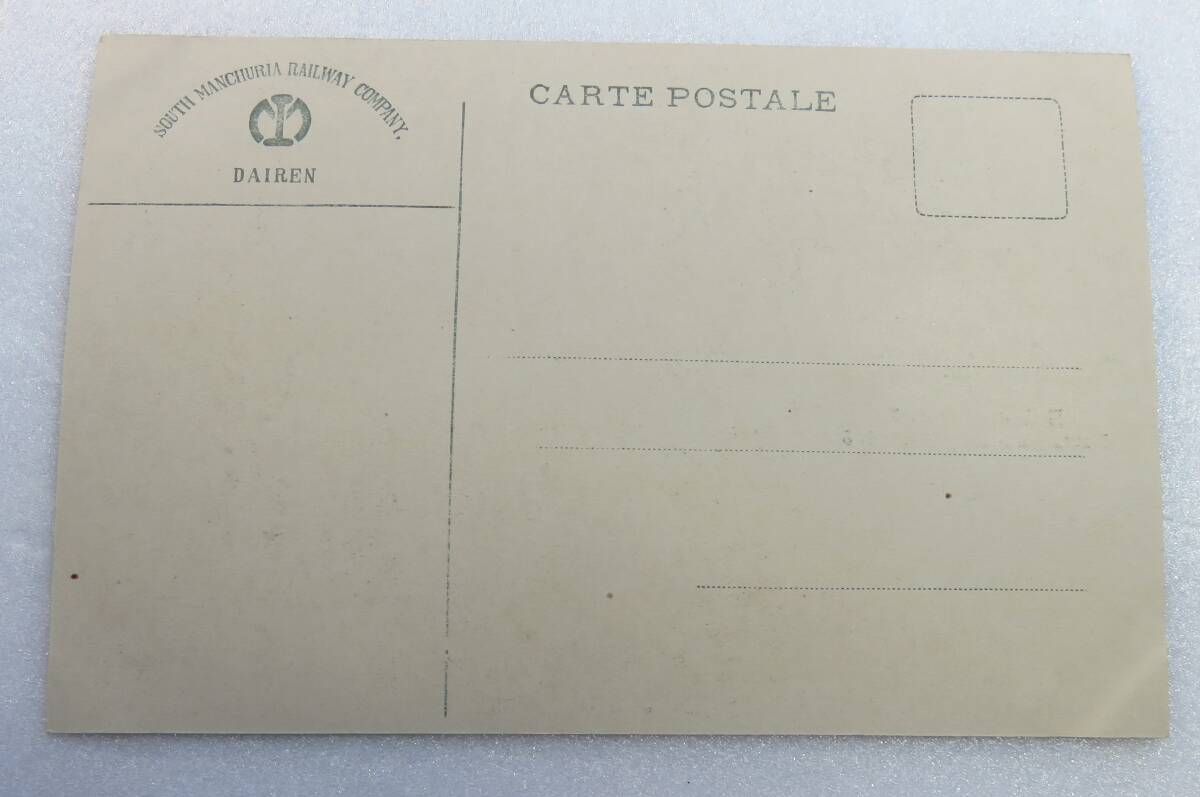 SOUTH MANCHURIA RAILWAY COMPANY,
DAIREN
CARTE POSTALE